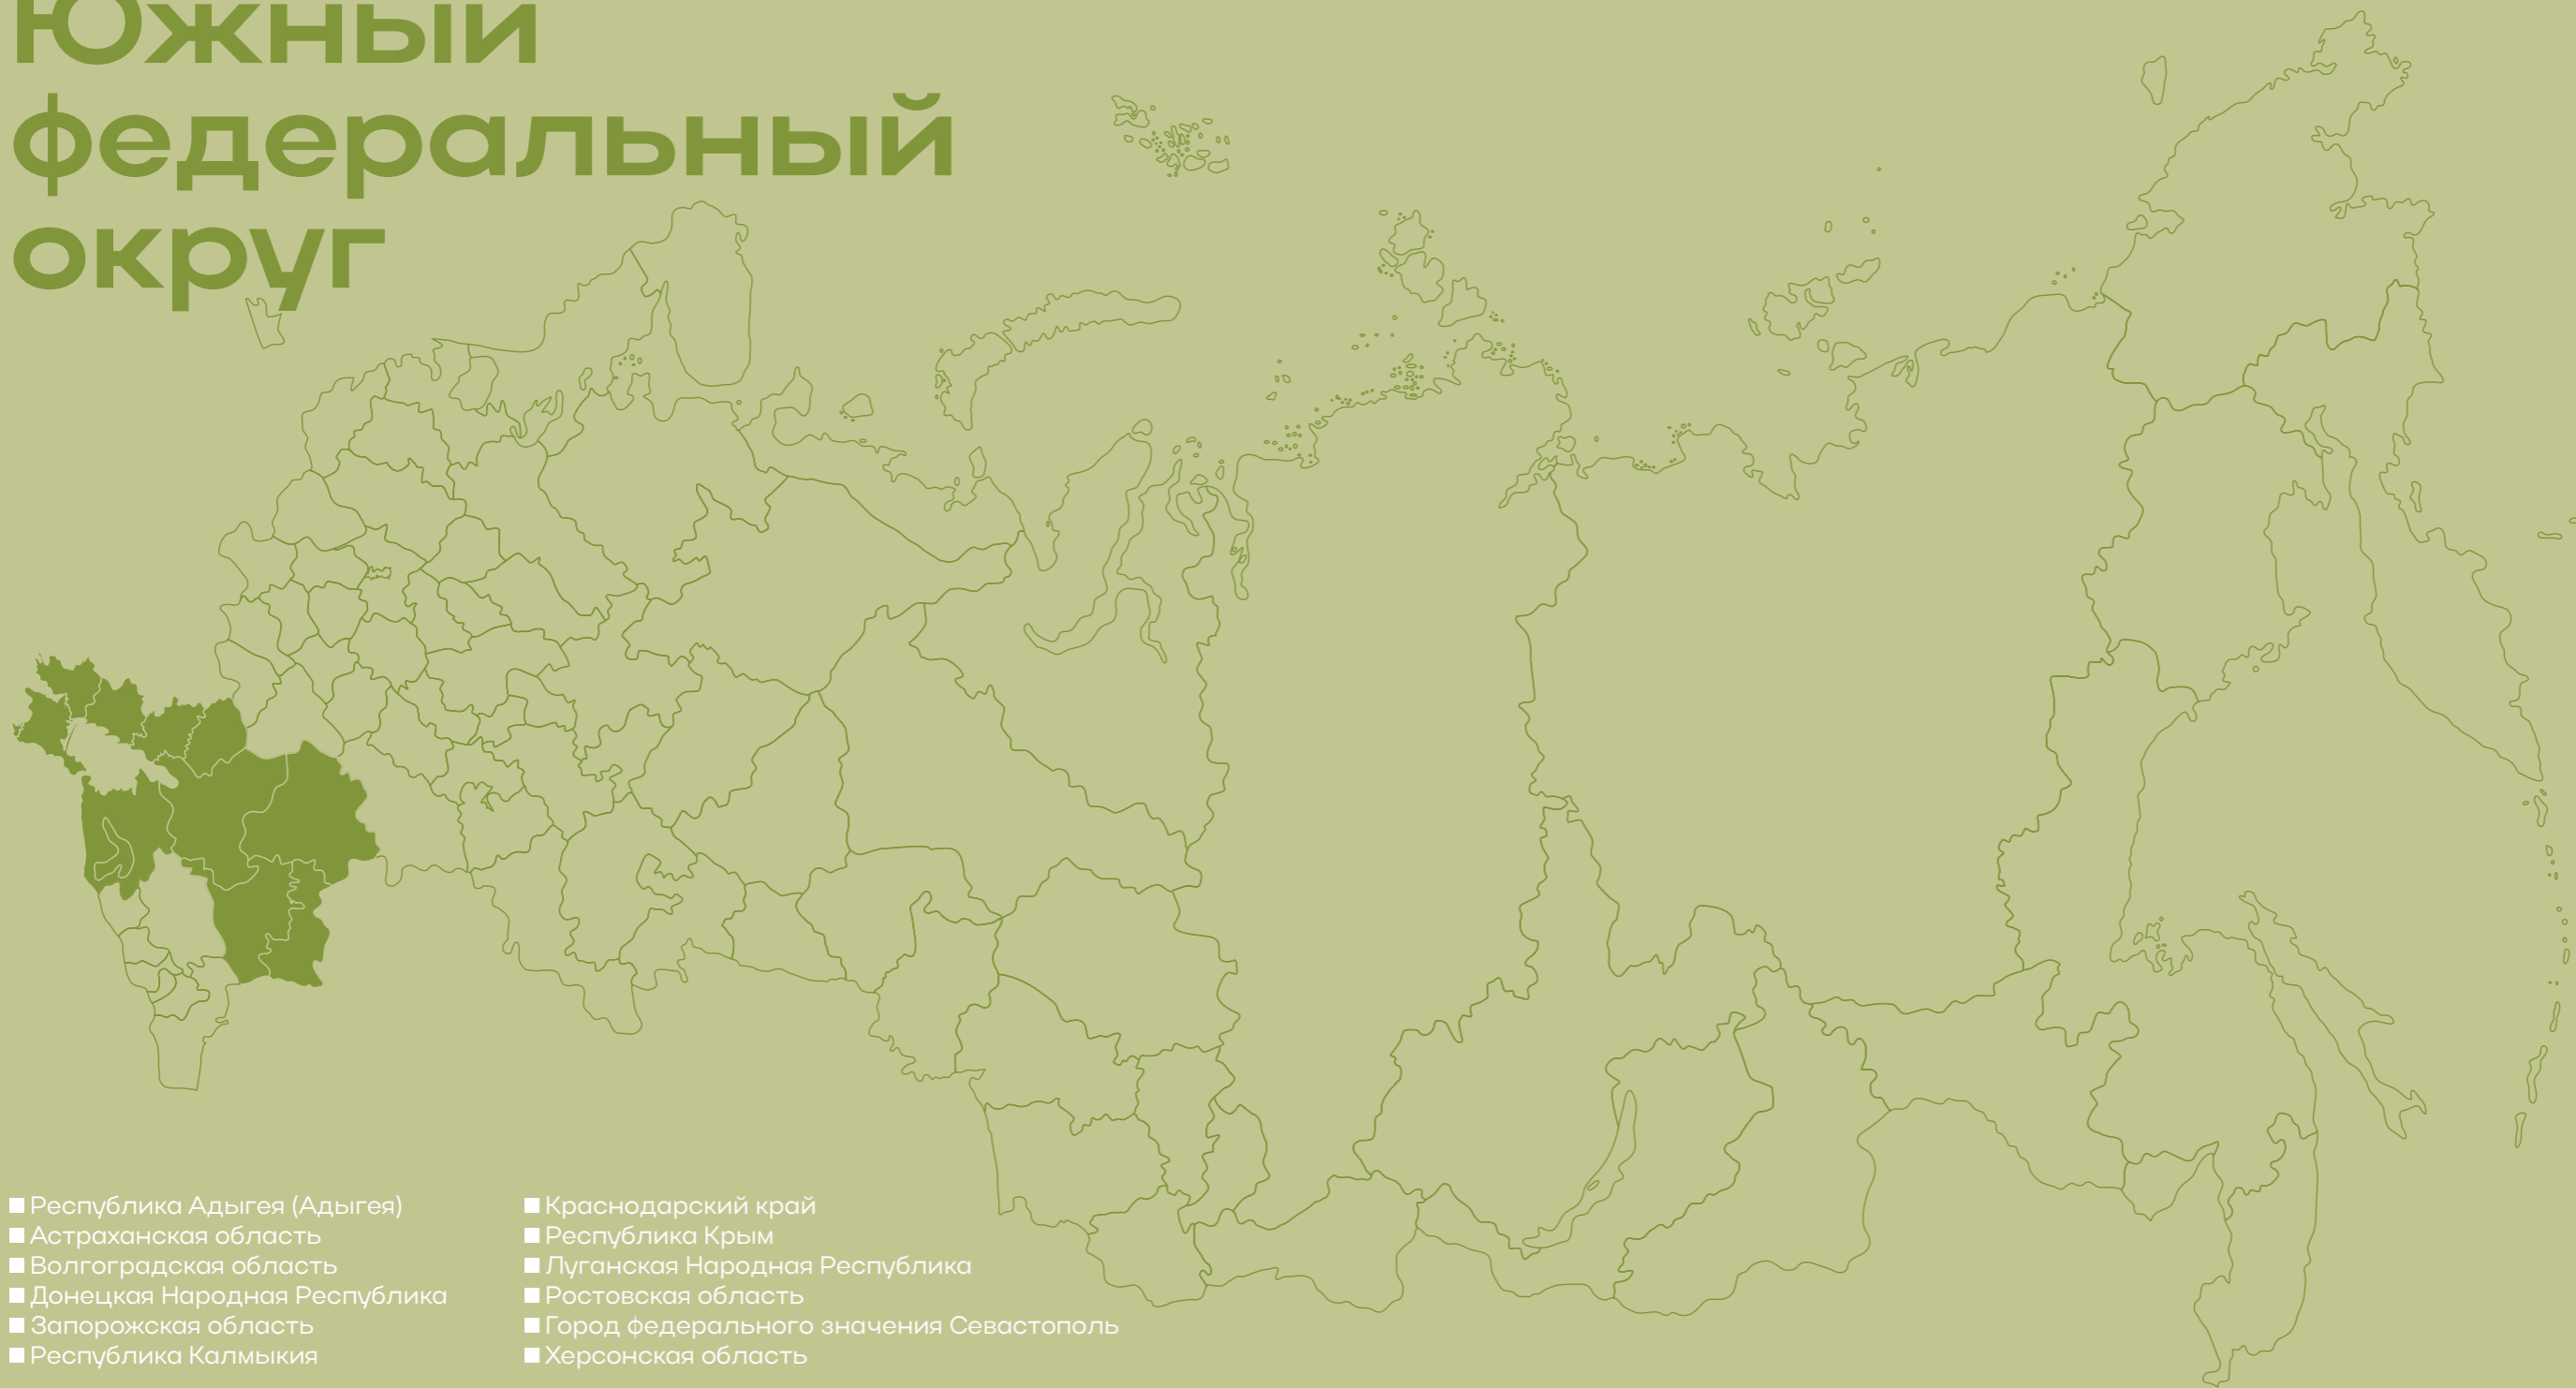 Южный
федеральный
округ
Республика Адыгея (Адыгея)
Астраханская область
Волгоградская область
Донецкая Народная Республика
Запорожская область
Республика Калмыкия
Краснодарский край
Республика Крым
Луганская Народная Республика
Ростовская область
Город федерального значения Севастополь
Херсонская область